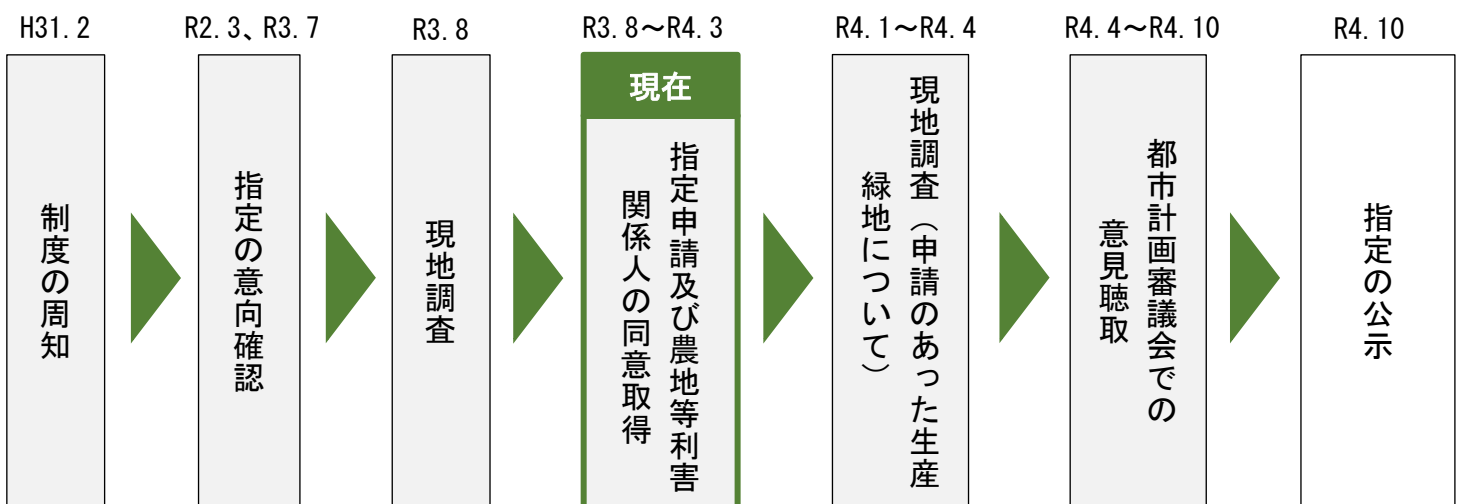 H31.2
制度の周知
R2.3、R3.7
指定の意向確認
R3.8
現地調査
R3.8～R4.3
現在
指定申請及び農地等利害
関係人の同意取得
R4.1～R4.4
現地調査（申請のあった生産
緑地について）
R4.4～R4.10
都市計画審議会での
意見聴取
R4.10
指定の公示